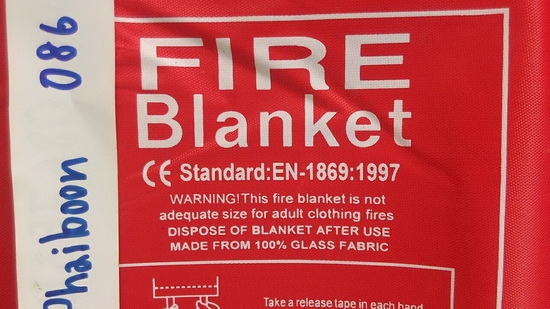 Phaiboon 086
FIRE
Blanket
CE Standard:EN-1869:1997
WARNING!This fire blanket is not
adequate size for adult clothing fires
DISPOSE OF BLANKET AFTER USE
MADE FROM 100% GLASS FABRIC
Take a release tape in each hand